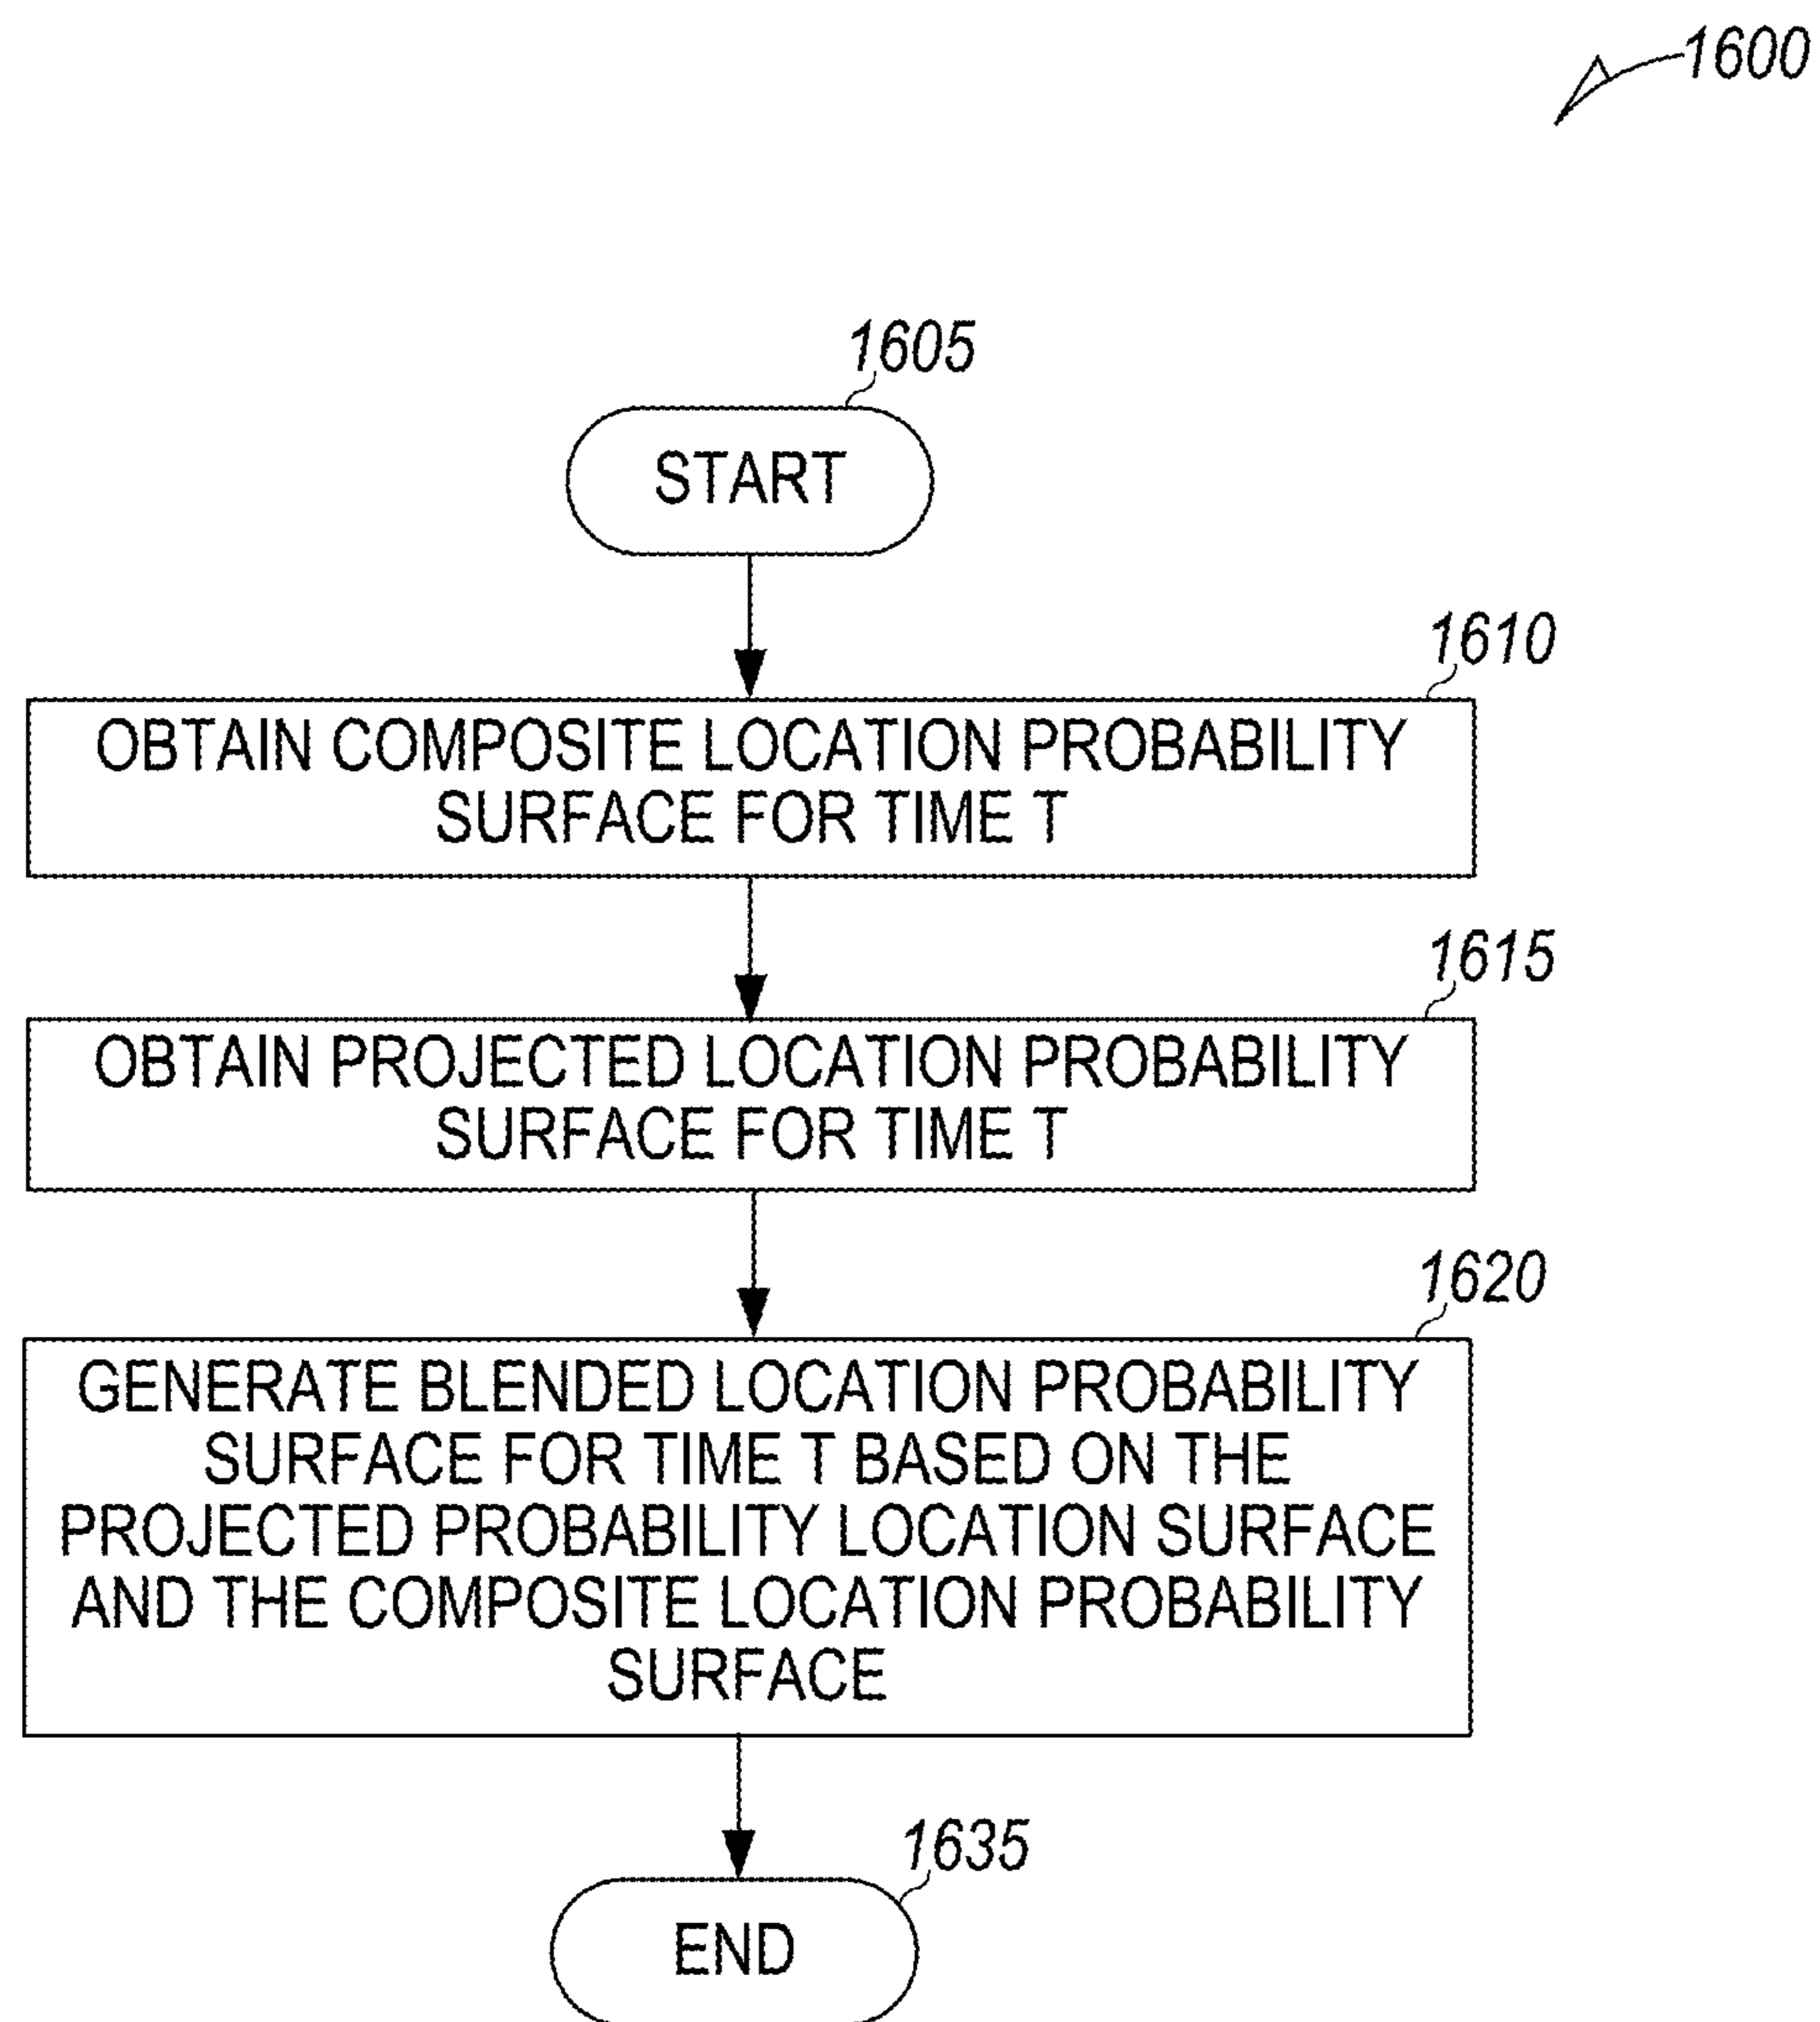 1600
1605
START
1610
OBTAIN COMPOSITE LOCATION PROBABILITY
SURFACE FOR TIME T
1615
OBTAIN PROJECTED LOCATION PROBABILITY
SURFACE FOR TIME T
1620
GENERATE BLENDED LOCATION PROBABILITY
SURFACE FOR TIME T BASED ON THE
PROJECTED PROBABILITY LOCATION SURFACE
AND THE COMPOSITE LOCATION PROBABILITY
SURFACE
1635
END